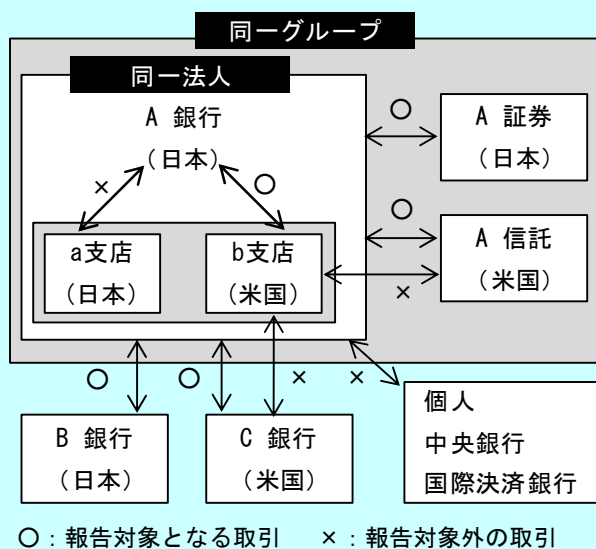 同一グループ
同一法人
A 銀行
(日本)
×
○
a支店
(日本)
b支店
(米国)
○
A 証券
(日本)
○
A 信託
(米国)
×
○
○
×
×
B 銀行
(日本)
C 銀行
(米国)
個人
中央銀行
国際決済銀行
○：報告対象となる取引　×：報告対象外の取引